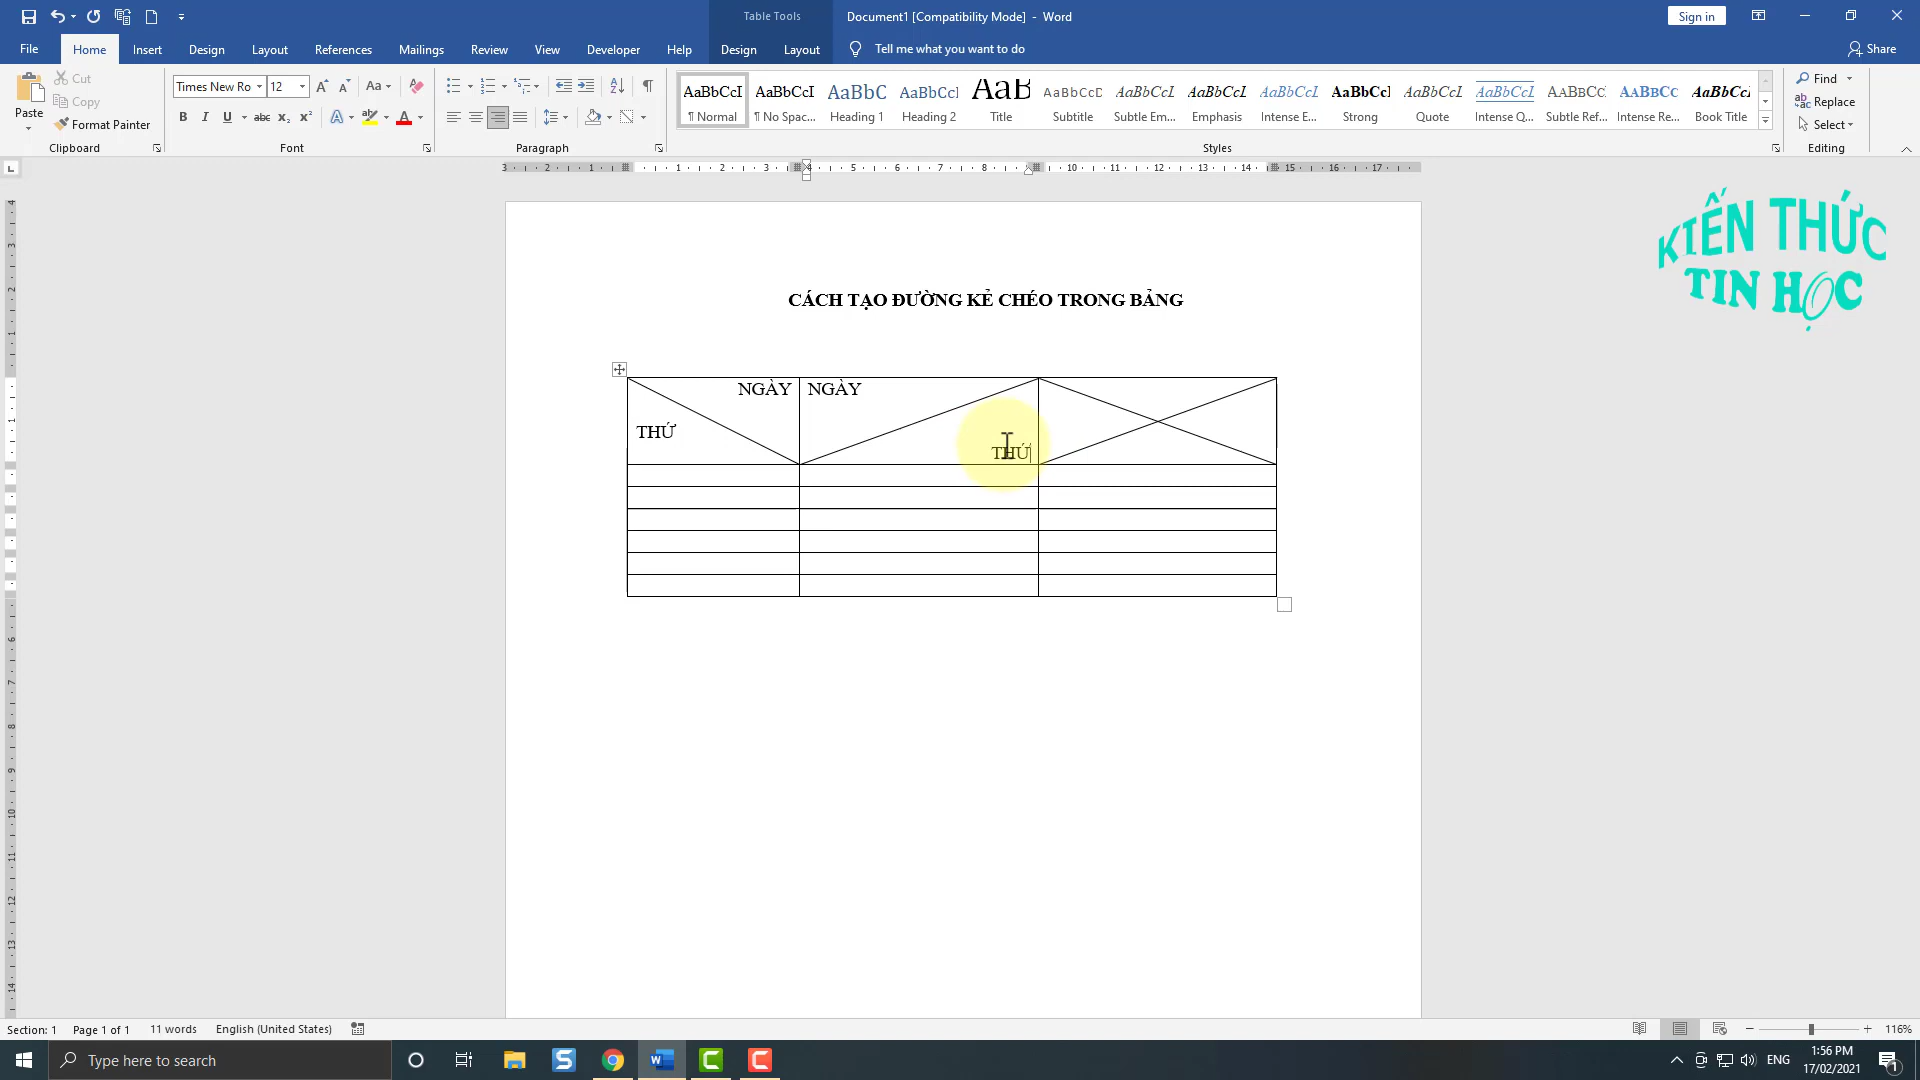 Table Tools
Document1 [Compatibility Mode] - Word
Sign in
File
Home
Insert
Design
Layout
References
Mailings
Review
View
Developer
Help
Design
Layout
Tell me what you want to do
Share
Paste
Cut
Copy
Format Painter
Clipboard
Times New Ro
12
Font
Paragraph
AaBbCcI
¶ Normal
AaBbCcI
¶ No Spac...
AaBbC
Heading 1
AaBbCcI
Heading 2
AaB
Title
AaBbCcD
Subtitle
AaBbCcL
Subtle Em...
AaBbCcL
Emphasis
AaBbCcL
Intense E...
AaBbCcI
Strong
AaBbCcL
Quote
AaBbCcL
Intense Q...
AaBbCc
Subtle Ref...
AaBbCc
Intense Re...
AaBbCcL
Book Title
Styles
Find
Replace
Select
Editing
KIẾN THỨC
TIN HỌC
CÁCH TẠO ĐƯỜNG KẺ CHÉO TRONG BẢNG
NGÀY
THỨ
NGÀY
THỨ
Section: 1
Page 1 of 1
11 words
English (United States)
116%
Type here to search
ENG
1:56 PM
17/02/2021